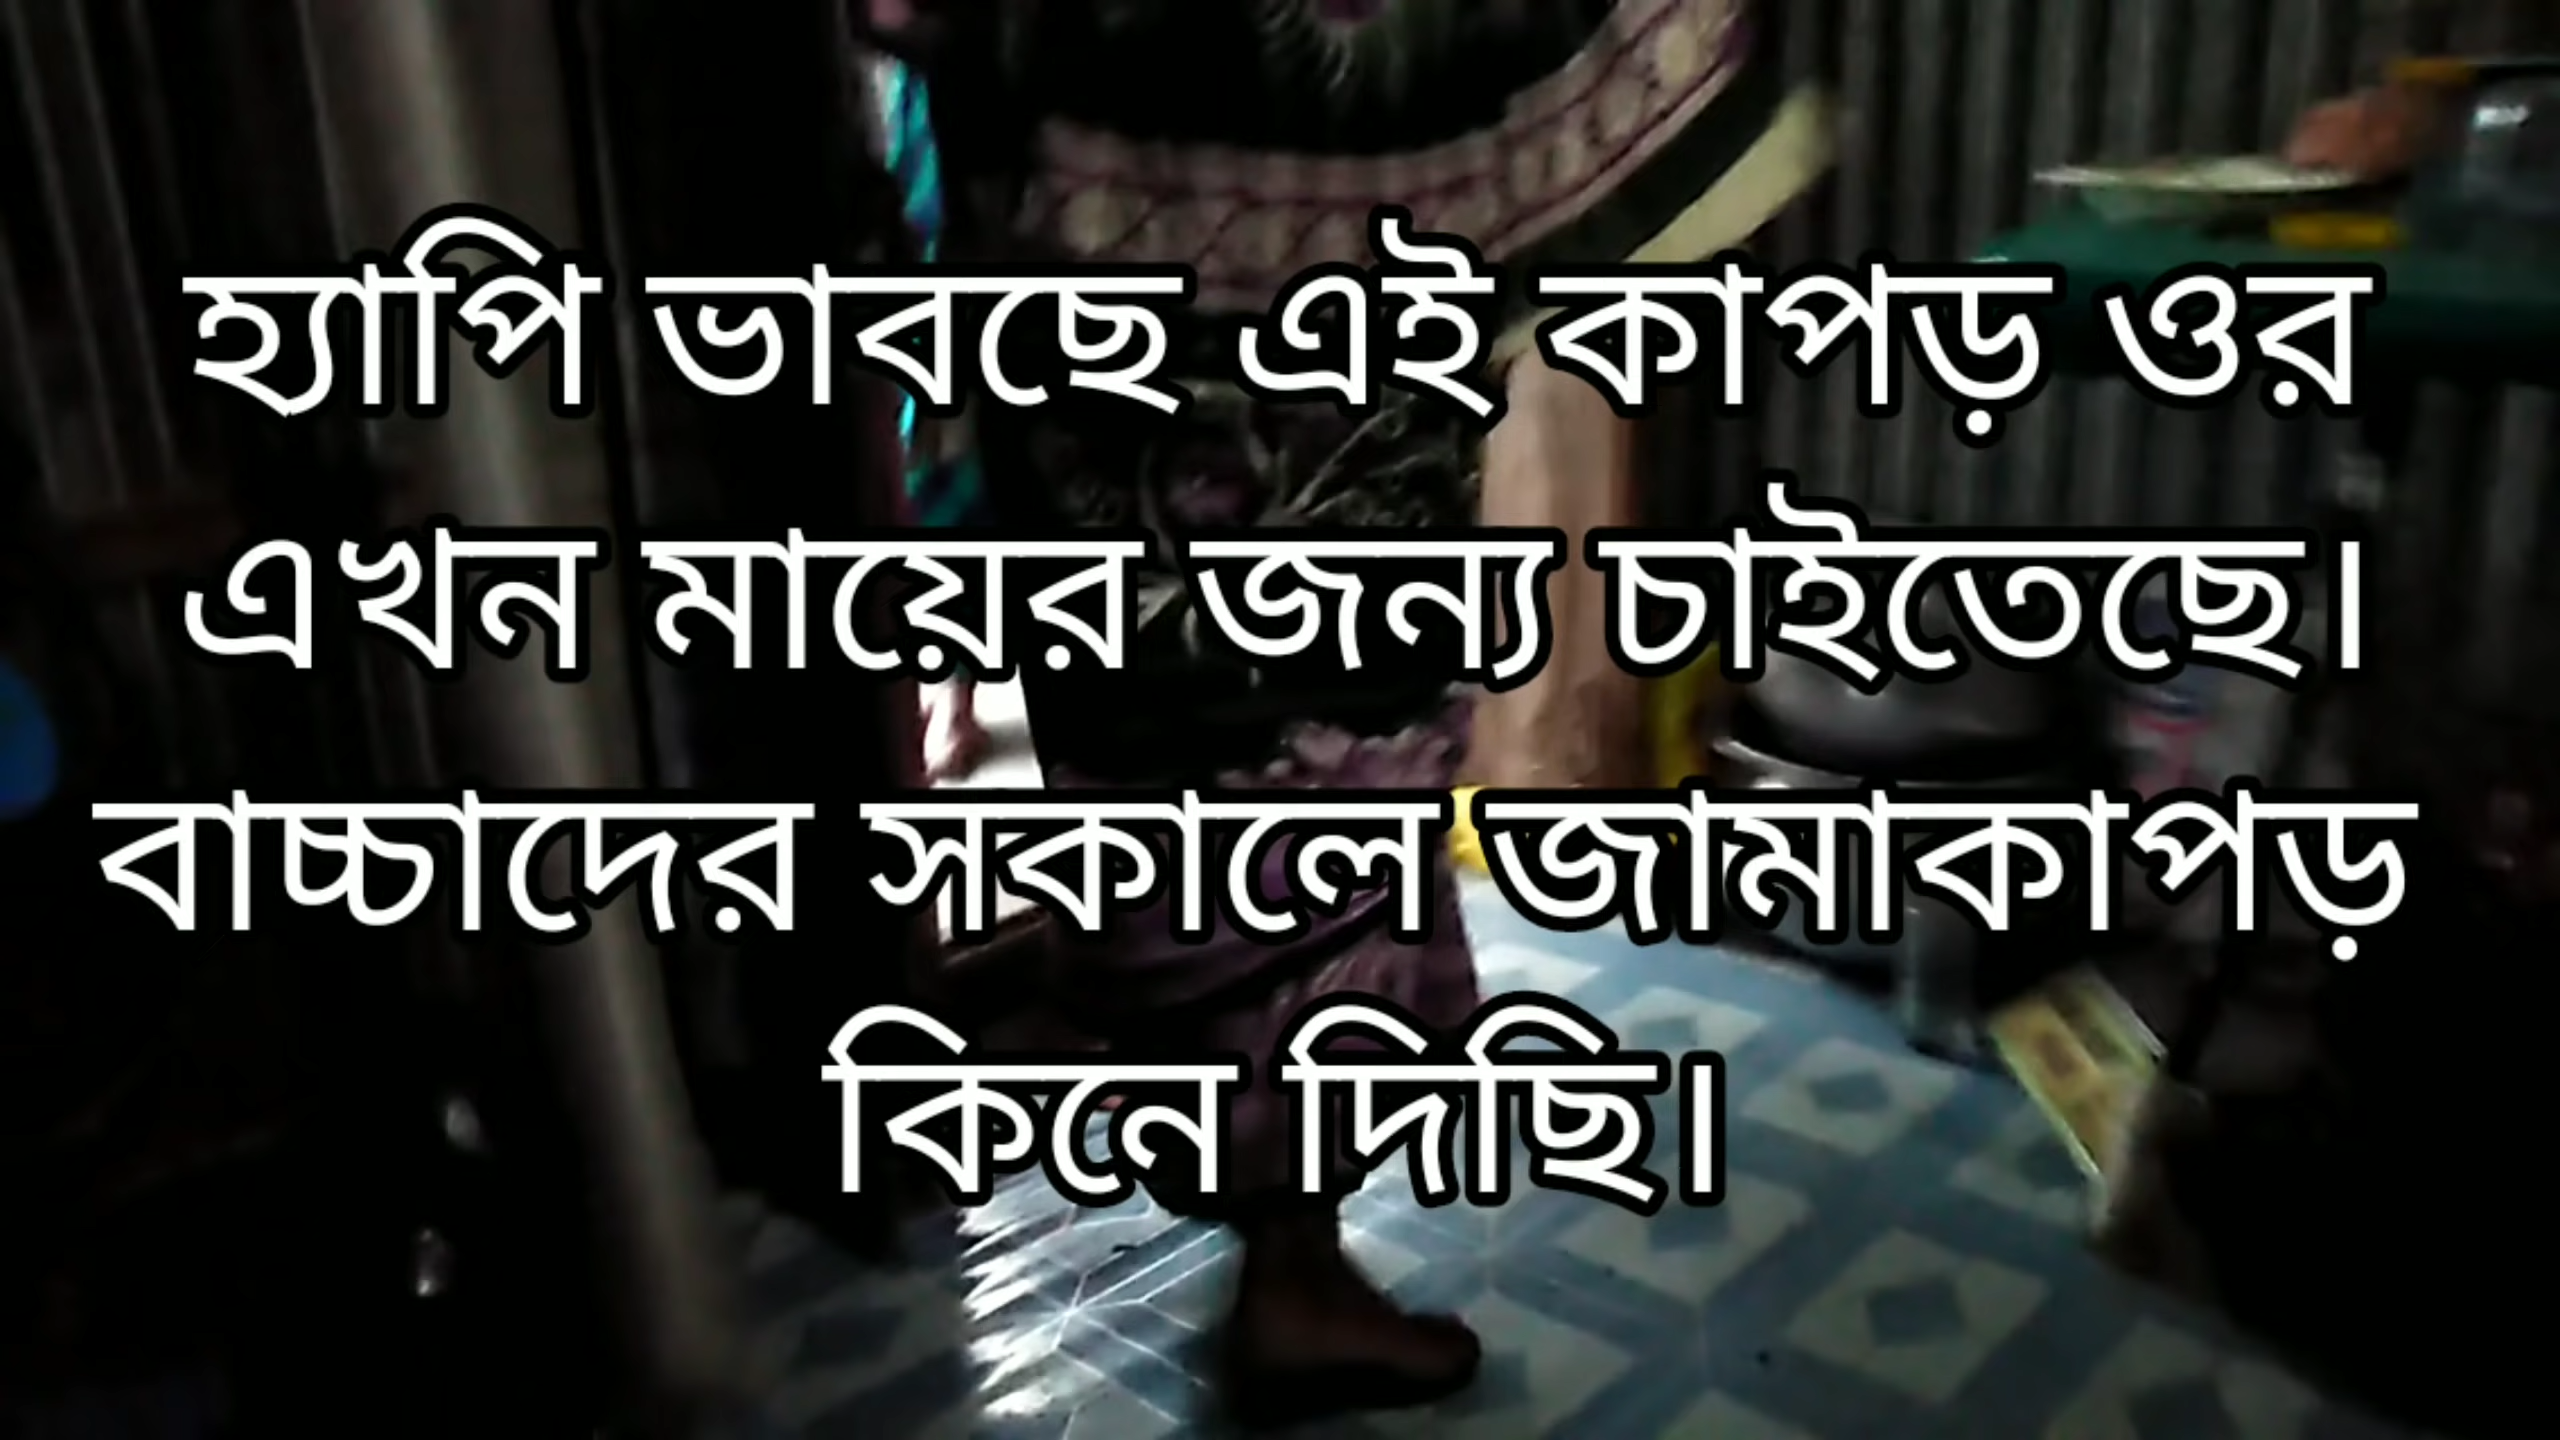 হ্যাপি ভাবছে এই কাপড় ওর
এখন মায়ের জন্য চাইতেছে।
বাচ্চাদের সকালে জামাকাপড়
কিনে দিছি।